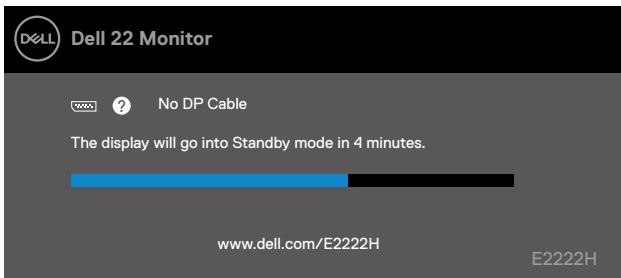 DELL Dell 22 Monitor
? No DP Cable
The display will go into Standby mode in 4 minutes.
www.dell.com/E2222H
E2222H